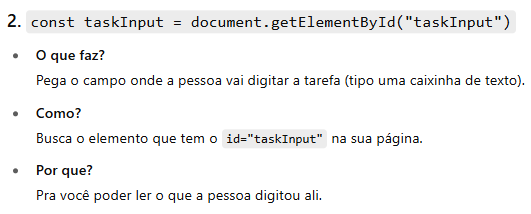 2. const taskInput = document.getElementById("taskInput")
• O que faz?
Pega o campo onde a pessoa vai digitar a tarefa (tipo uma caixinha de texto).
• Como?
Busca o elemento que tem o id="taskInput" na sua página.
• Por que?
Pra você poder ler o que a pessoa digitou ali.